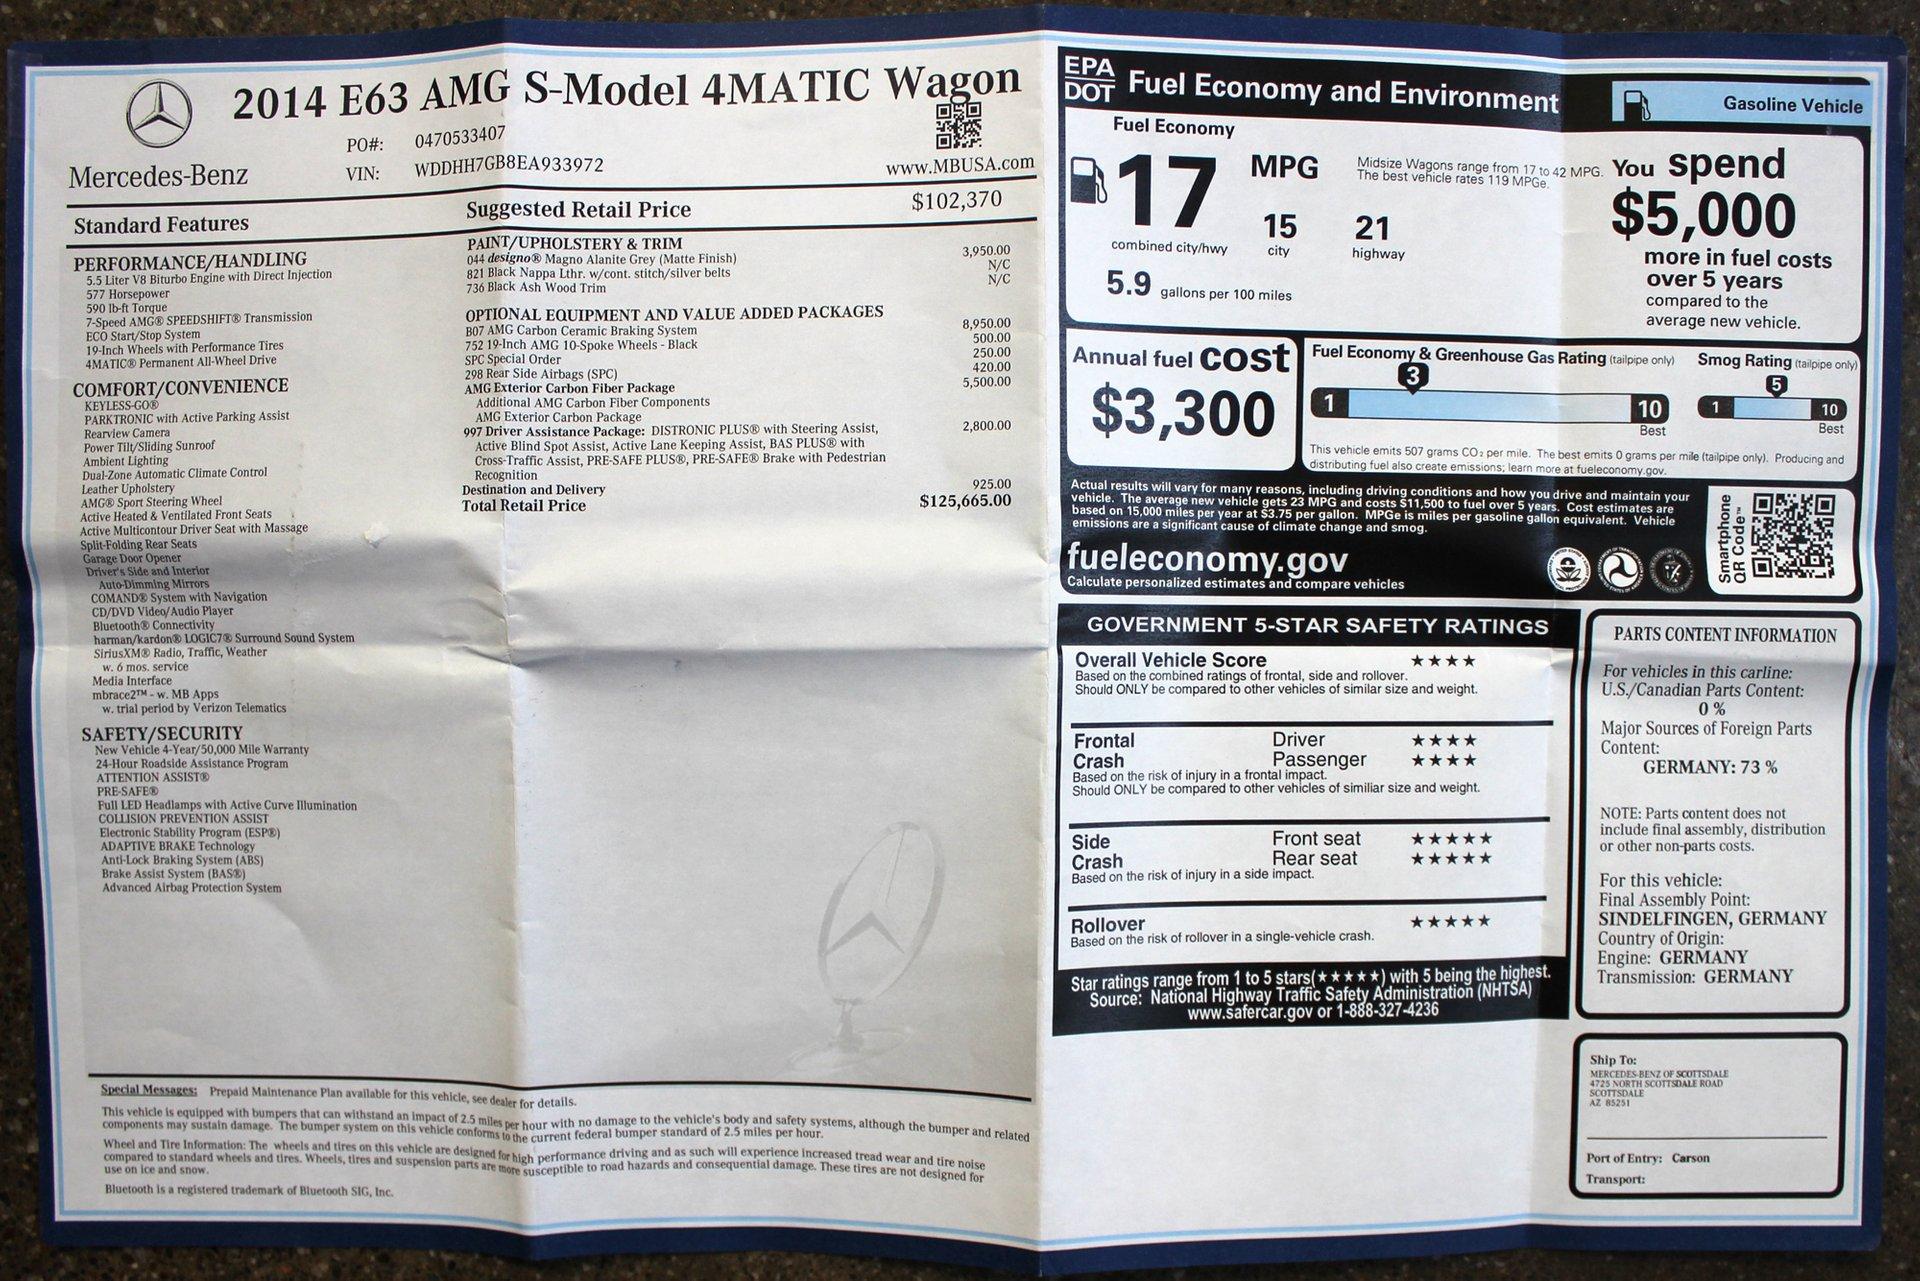 2014 E63 AMG S-Model 4MATIC Wagon
PO#: 0470533407
VIN: WDDHH7GB8EA933972
Mercedes-Benz
www.MBUSA.com
Standard Features
PERFORMANCE/HANDLING
5.5 Liter V8 Biturbo Engine with Direct Injection
577 Horsepower
590 lb-ft Torque
7-Speed AMG® SPEEDSHIFT® Transmission
ECO Start/Stop System
19-Inch Wheels with Performance Tires
4MATIC® Permanent All-Wheel Drive
COMFORT/CONVENIENCE
KEYLESS-GO®
PARKTRONIC with Active Parking Assist
Rearview Camera
Power Tilt/Sliding Sunroof
Ambient Lighting
Dual-Zone Automatic Climate Control
Leather Upholstery
AMG® Sport Steering Wheel
Active Heated & Ventilated Front Seats
Active Multicontour Driver Seat with Massage
Split-Folding Rear Seats
Garage Door Opener
Driver's Side and Interior
Auto-Dimming Mirrors
COMAND® System with Navigation
CD/DVD Video/Audio Player
Bluetooth® Connectivity
harman/kardon® LOGIC7® Surround Sound System
SiriusXM® Radio, Traffic, Weather
w. 6 mos. service
Media Interface
mbrace2™ - w. MB Apps
w. trial period by Verizon Telematics
SAFETY/SECURITY
New Vehicle 4-Year/50,000 Mile Warranty
24-Hour Roadside Assistance Program
ATTENTION ASSIST®
PRE-SAFE®
Full LED Headlamps with Active Curve Illumination
COLLISION PREVENTION ASSIST
Electronic Stability Program (ESP®)
ADAPTIVE BRAKE Technology
Anti-Lock Braking System (ABS)
Brake Assist System (BAS®)
Advanced Airbag Protection System
Suggested Retail Price $102,370
PAINT/UPHOLSTERY & TRIM
044 designo® Magno Alanite Grey (Matte Finish) 3,950.00
821 Black Nappa Lthr. w/cont. stitch/silver belts N/C
736 Black Ash Wood Trim N/C
OPTIONAL EQUIPMENT AND VALUE ADDED PACKAGES
B07 AMG Carbon Ceramic Braking System 8,950.00
752 19-Inch AMG 10-Spoke Wheels - Black 500.00
SPC Special Order 250.00
298 Rear Side Airbags (SPC) 420.00
AMG Exterior Carbon Fiber Package 5,500.00
Additional AMG Carbon Fiber Components
AMG Exterior Carbon Package
997 Driver Assistance Package: DISTRONIC PLUS® with Steering Assist, 2,800.00
Active Blind Spot Assist, Active Lane Keeping Assist, BAS PLUS® with
Cross-Traffic Assist, PRE-SAFE PLUS®, PRE-SAFE® Brake with Pedestrian
Recognition
Destination and Delivery 925.00
Total Retail Price $125,665.00
Special Messages: Prepaid Maintenance Plan available for this vehicle, see dealer for details.
This vehicle is equipped with bumpers that can withstand an impact of 2.5 miles per hour with no damage to the vehicle's body and safety systems, although the bumper and related
components may sustain damage. The bumper system on this vehicle conforms to the current federal bumper standard of 2.5 miles per hour.
Wheel and Tire Information: The wheels and tires on this vehicle are designed for high performance driving and as such will experience increased tread wear and tire noise
compared to standard wheels and tires. Wheels, tires and suspension parts are more susceptible to road hazards and consequential damage. These tires are not designed for
use on ice and snow.
Bluetooth is a registered trademark of Bluetooth SIG, Inc.
EPA
DOT
Fuel Economy and Environment
Gasoline Vehicle
Fuel Economy
17 MPG
combined city/hwy
15
city
21
highway
5.9 gallons per 100 miles
Midsize Wagons range from 17 to 42 MPG.
The best vehicle rates 119 MPGe.
You spend
$5,000
more in fuel costs
over 5 years
compared to the
average new vehicle.
Annual fuel cost
$3,300
Fuel Economy & Greenhouse Gas Rating (tailpipe only)
3
1
10
Best
Smog Rating (tailpipe only)
5
1
10
Best
This vehicle emits 507 grams CO₂ per mile. The best emits 0 grams per mile (tailpipe only). Producing and
distributing fuel also create emissions; learn more at fueleconomy.gov.
Actual results will vary for many reasons, including driving conditions and how you drive and maintain your
vehicle. The average new vehicle gets 23 MPG and costs $11,500 to fuel over 5 years. Cost estimates are
based on 15,000 miles per year at $3.75 per gallon. MPGe is miles per gasoline gallon equivalent. Vehicle
emissions are a significant cause of climate change and smog.
fueleconomy.gov
Calculate personalized estimates and compare vehicles
Smartphone
QR Code™
GOVERNMENT 5-STAR SAFETY RATINGS
Overall Vehicle Score ★★★★
Based on the combined ratings of frontal, side and rollover.
Should ONLY be compared to other vehicles of similar size and weight.
Frontal Driver ★★★★
Crash Passenger ★★★★
Based on the risk of injury in a frontal impact.
Should ONLY be compared to other vehicles of similiar size and weight.
Side Front seat ★★★★★
Crash Rear seat ★★★★★
Based on the risk of injury in a side impact.
Rollover ★★★★★
Based on the risk of rollover in a single-vehicle crash.
Star ratings range from 1 to 5 stars(★★★★★) with 5 being the highest.
Source: National Highway Traffic Safety Administration (NHTSA)
www.safercar.gov or 1-888-327-4236
PARTS CONTENT INFORMATION
For vehicles in this carline:
U.S./Canadian Parts Content:
0 %
Major Sources of Foreign Parts
Content:
GERMANY: 73 %
NOTE: Parts content does not
include final assembly, distribution
or other non-parts costs.
For this vehicle:
Final Assembly Point:
SINDELFINGEN, GERMANY
Country of Origin:
Engine: GERMANY
Transmission: GERMANY
Ship To:
MERCEDES-BENZ OF SCOTTSDALE
4725 NORTH SCOTTSDALE ROAD
SCOTTSDALE
AZ 85251
Port of Entry: Carson
Transport: